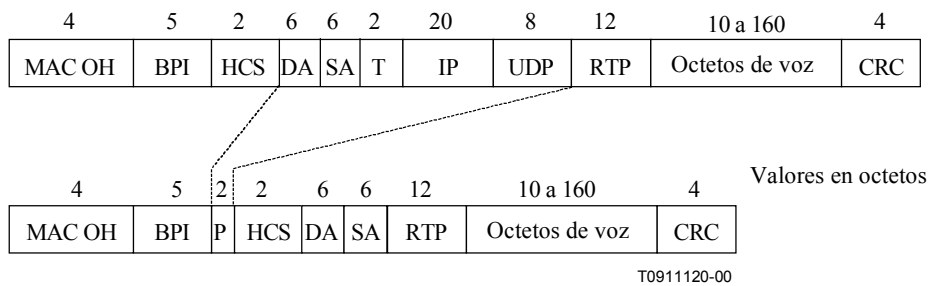 4 5 2 6 6 2 20 8 12 10 a 160 4
MAC OH BPI HCS DA SA T IP UDP RTP Octetos de voz CRC
4 5 2 2 6 6 12 10 a 160 4
Valores en octetos
MAC OH BPI P HCS DA SA RTP Octetos de voz CRC
T0911120-00